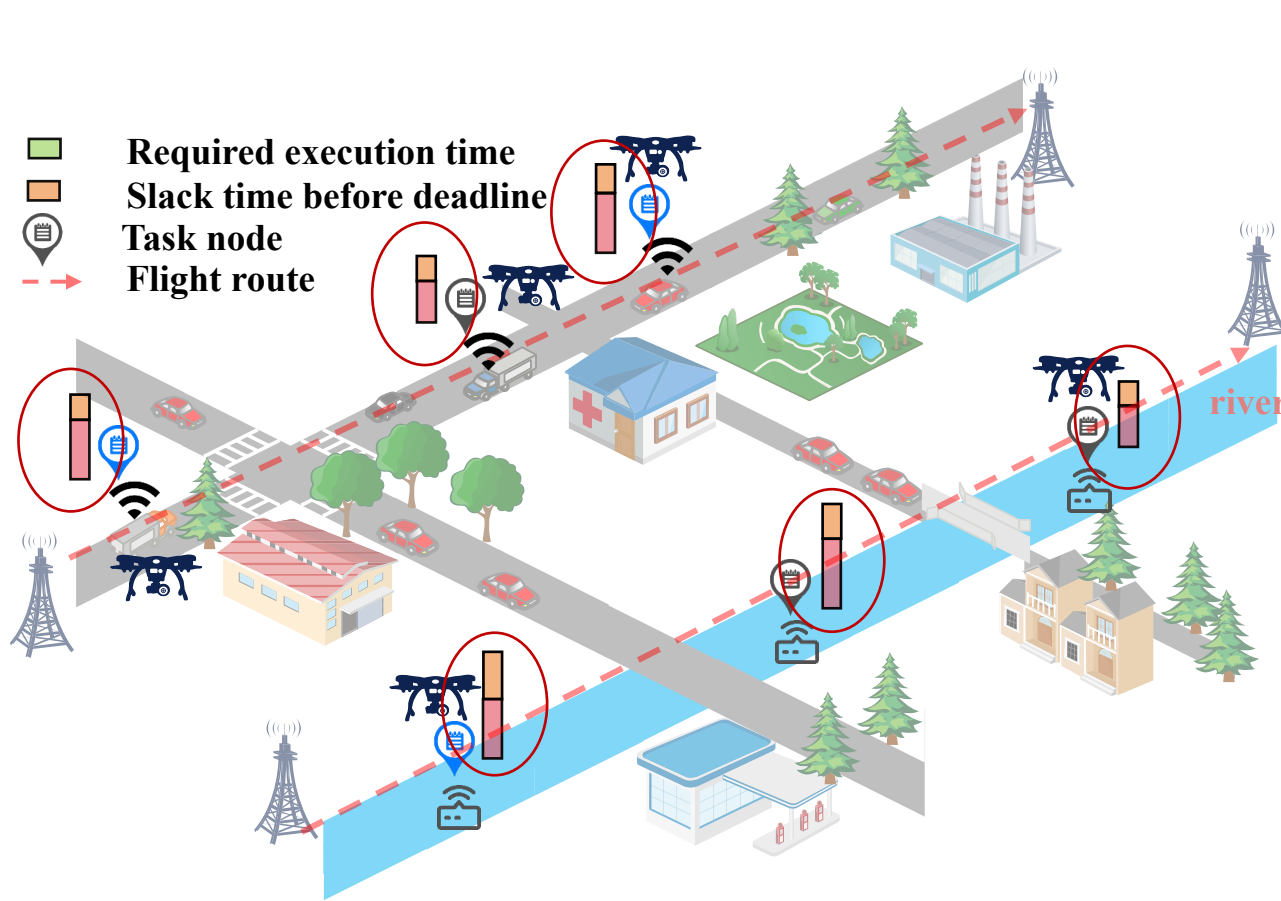 Required execution time
Slack time before deadline
Task node
Flight route
river